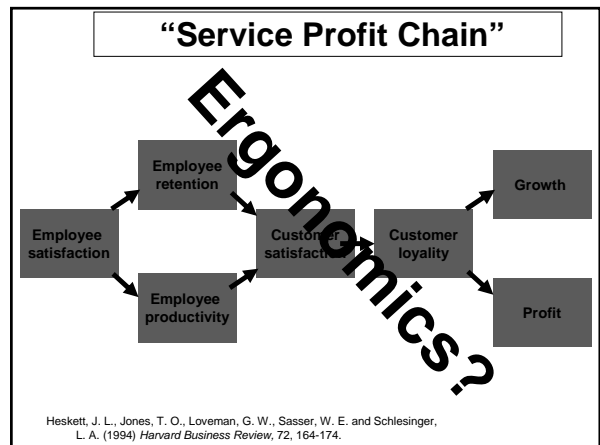 “Service Profit Chain”
Ergonomics?
Employee
retention
Growth
Employee
satisfaction
Customer
satisfaction
Customer
loyality
Employee
productivity
Profit
Heskett, J. L., Jones, T. O., Loveman, G. W., Sasser, W. E. and Schlesinger,
L. A. (1994) Harvard Business Review, 72, 164-174.